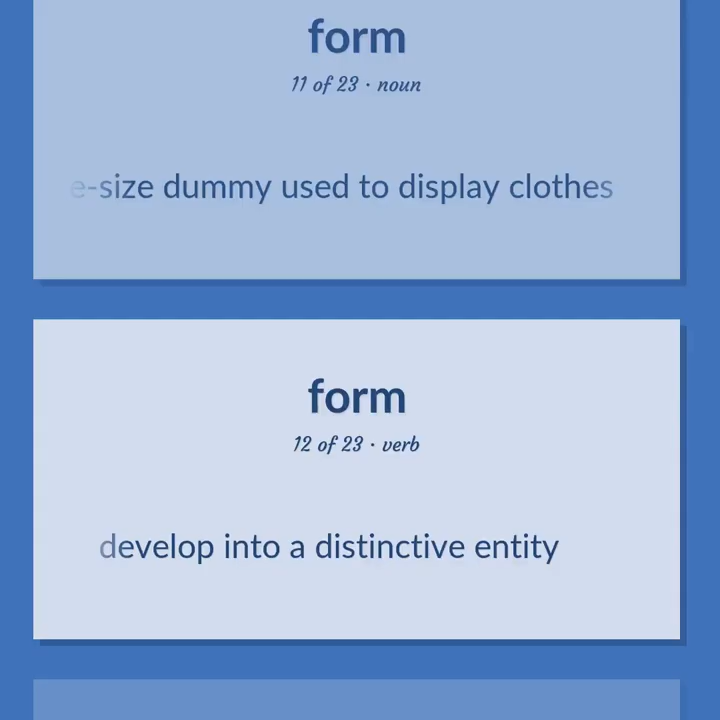 form
11 of 23 · noun
e-size dummy used to display clothes
form
12 of 23 · verb
develop into a distinctive entity